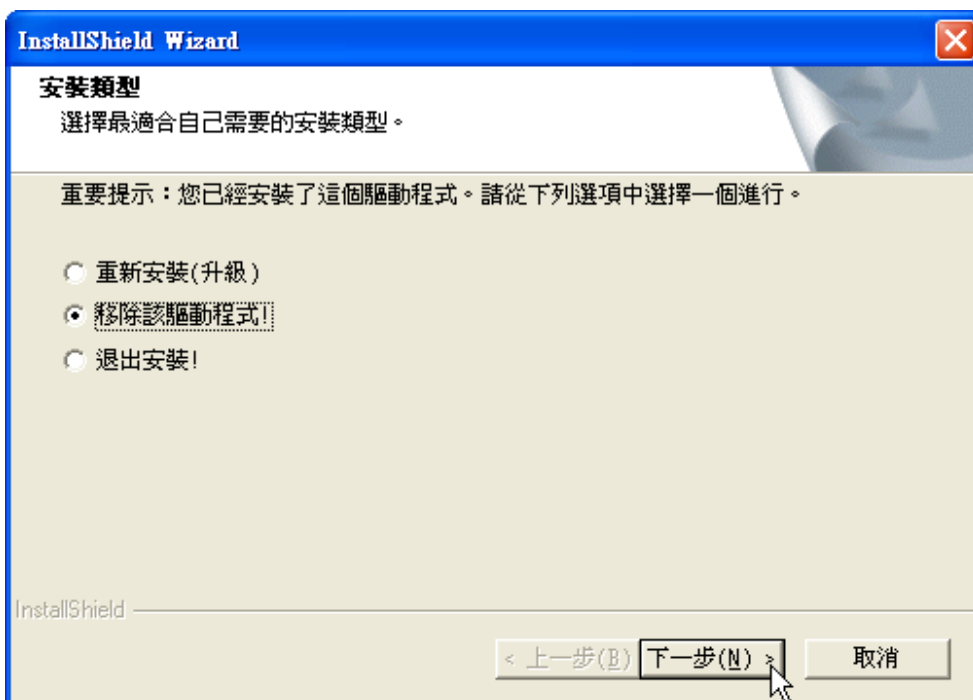 InstallShield Wizard
安裝類型
選擇最適合自己需要的安裝類型。
重要提示：您已經安裝了這個驅動程式。請從下列選項中選擇一個進行。
重新安裝(升級)
移除該驅動程式!
退出安裝!
InstallShield
< 上一步(B) 下一步(N) > 取消